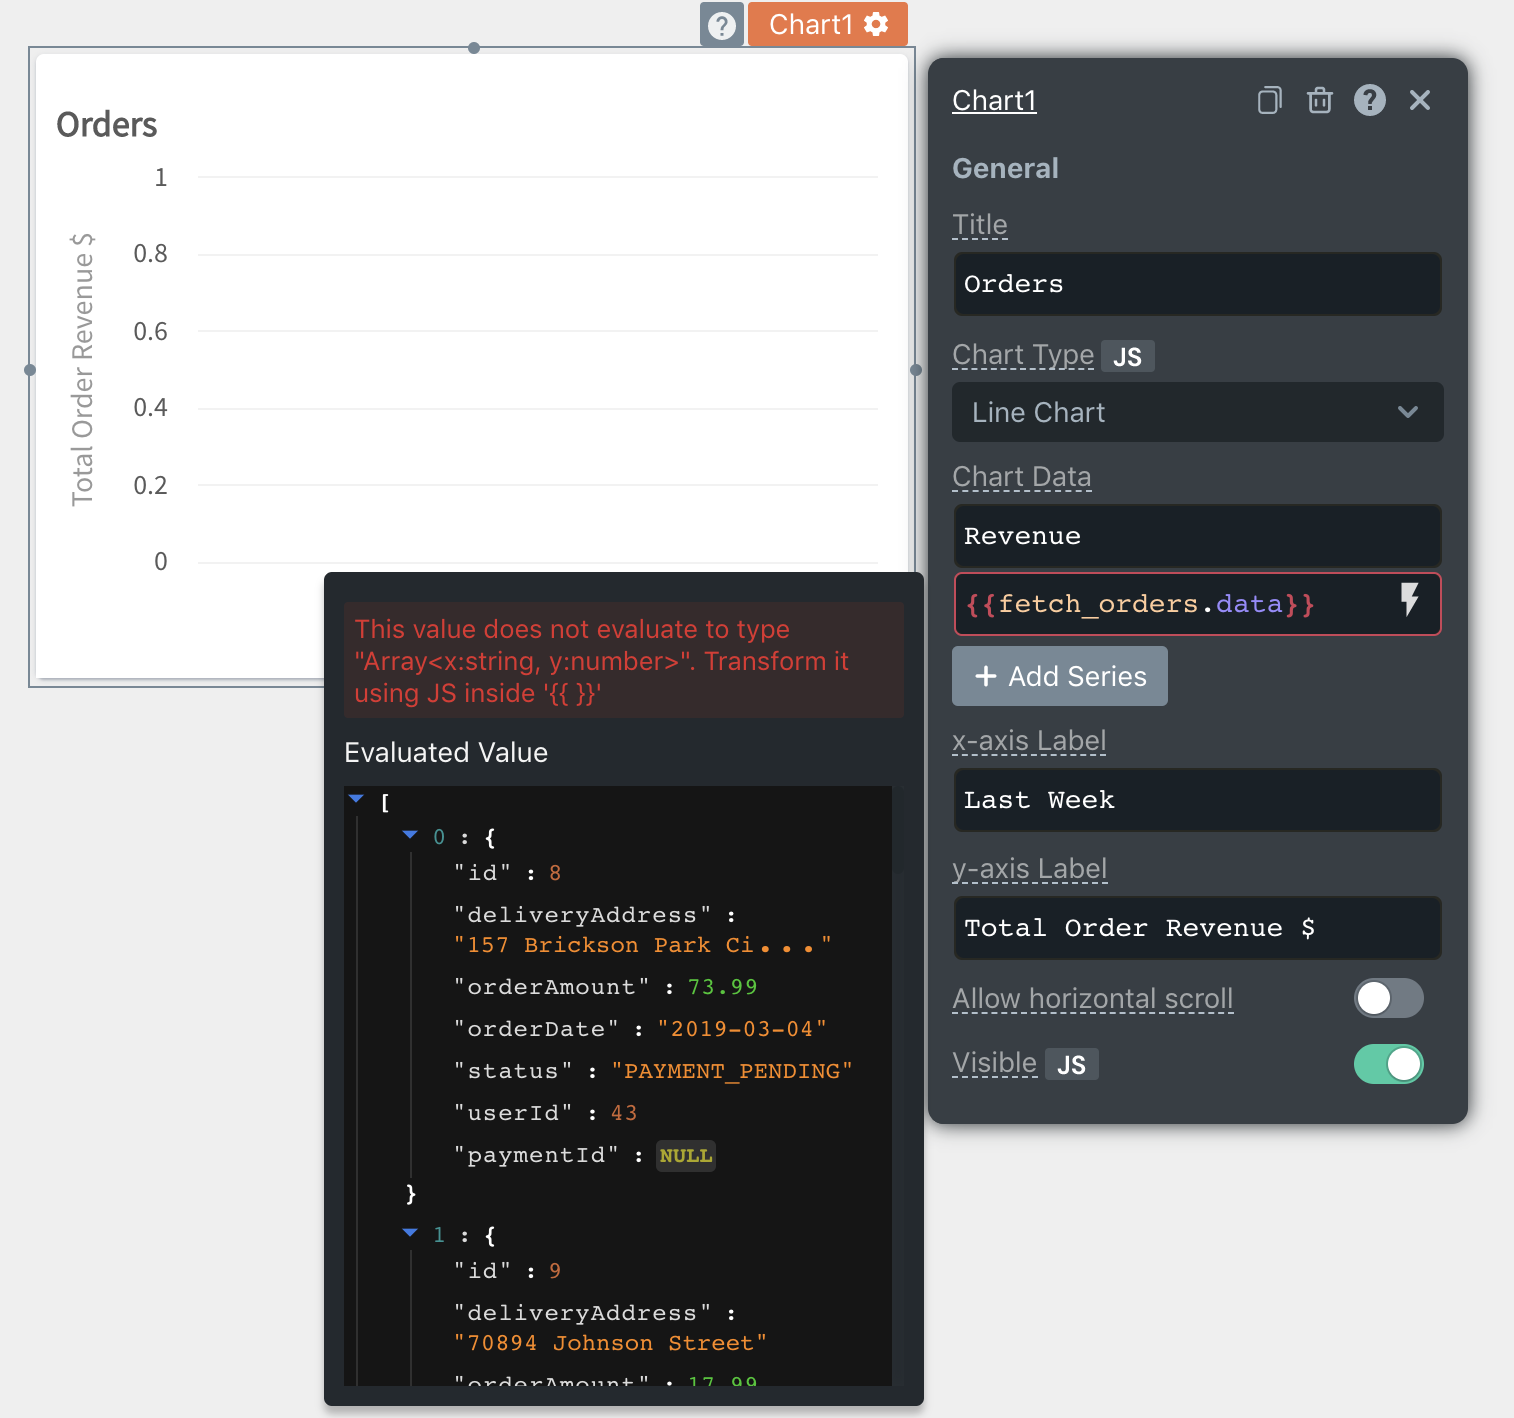 ?
Chart1
Orders
1
0.8
0.6
0.4
0.2
0
Total Order Revenue $
Chart1
?
General
Title
Orders
Chart Type JS
Line Chart
Chart Data
Revenue
{{fetch_orders.data}}
+ Add Series
x-axis Label
Last Week
y-axis Label
Total Order Revenue $
Allow horizontal scroll
Visible JS
This value does not evaluate to type
"Array<x:string, y:number>". Transform it
using JS inside '{{ }}'
Evaluated Value
[
0 : {
"id" : 8
"deliveryAddress" :
"157 Brickson Park Ci..."
"orderAmount" : 73.99
"orderDate" : "2019-03-04"
"status" : "PAYMENT_PENDING"
"userId" : 43
"paymentId" : NULL
}
1 : {
"id" : 9
"deliveryAddress" :
"70894 Johnson Street"
"orderAmount" : 17.99